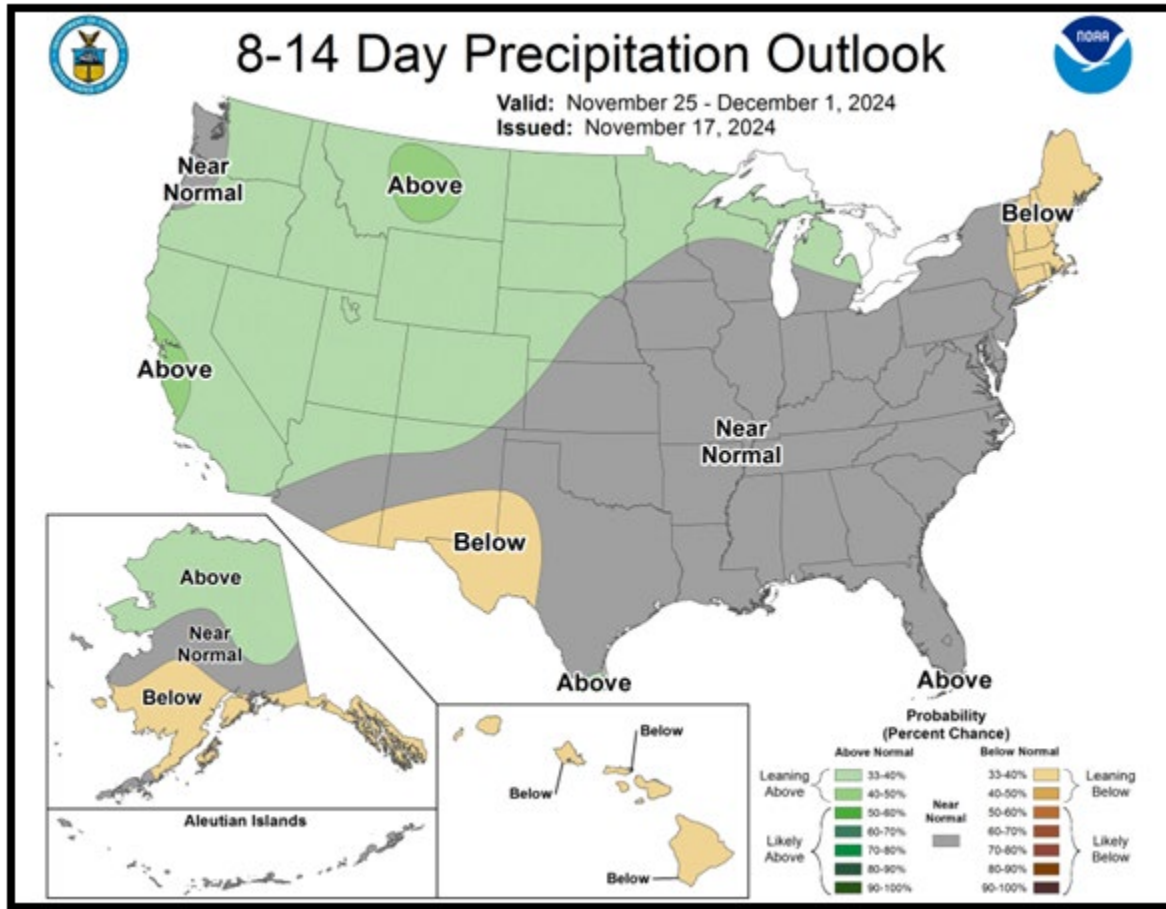 8-14 Day Precipitation Outlook
NOAA
Valid: November 25 - December 1, 2024
Issued: November 17, 2024
Near
Normal
Above
Below
Above
Near
Normal
Below
Above
Above
Above
Near
Normal
Below
Aleutian Islands
Below
Below
Below
Probability
(Percent Chance)
Above Normal
Below Normal
Leaning
Above
33-40%
40-50%
Likely
Above
50-60%
60-70%
70-80%
80-90%
90-100%
Near
Normal
33-40%
40-50%
Leaning
Below
50-60%
60-70%
70-80%
80-90%
90-100%
Likely
Below